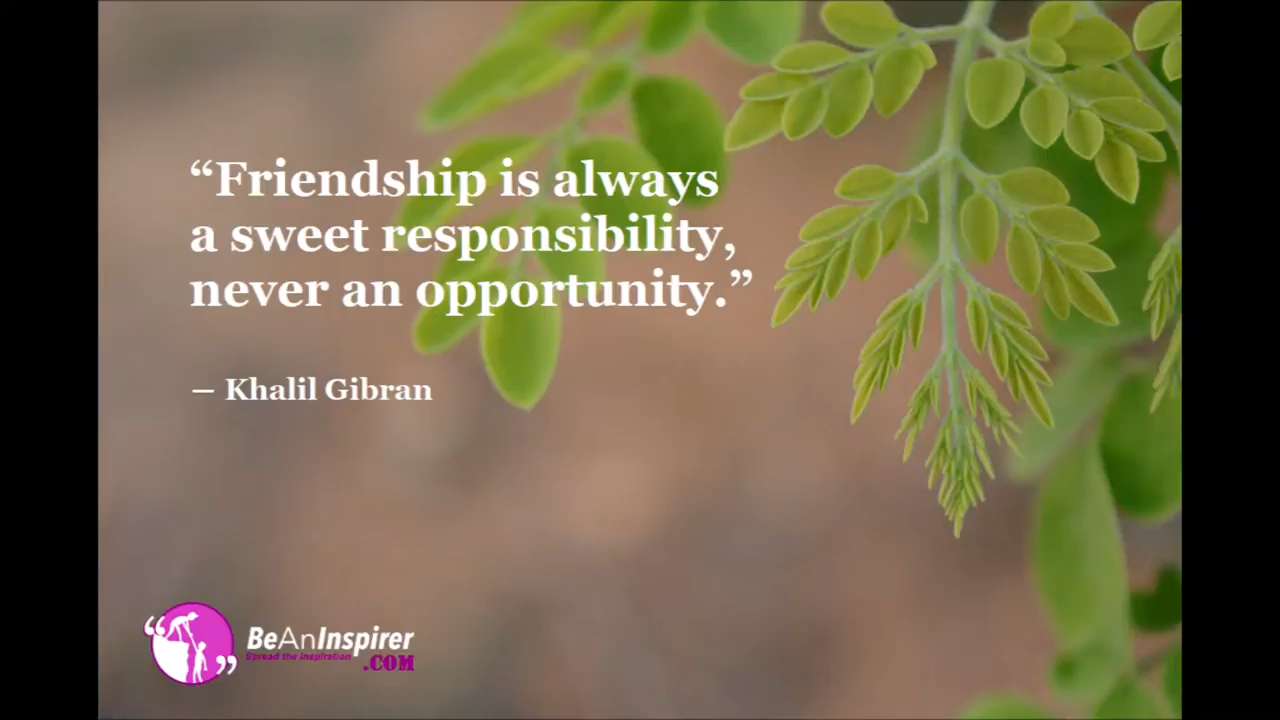 “Friendship is always
a sweet responsibility,
never an opportunity.”
— Khalil Gibran
BeAnInspirer
Spread the Inspiration
.COM